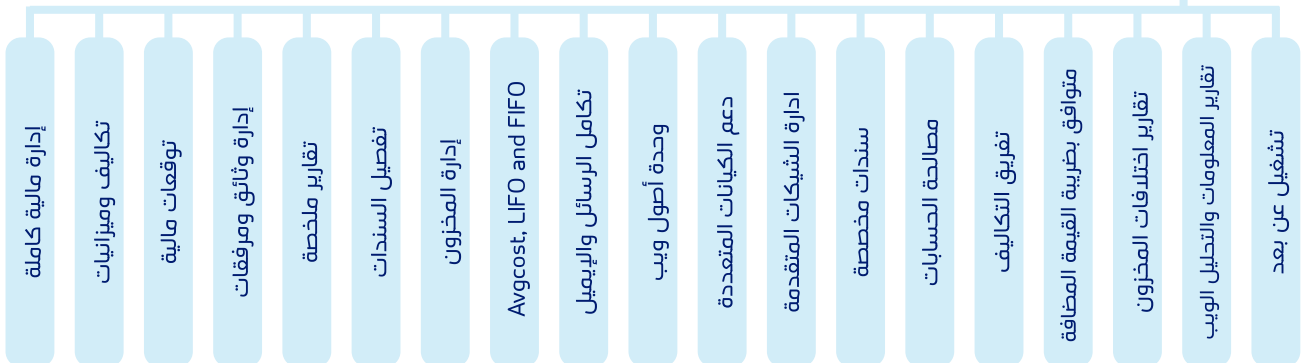 إدارة مالية كاملة
تكاليف وميزانيات
توقعات مالية
إدارة وثائق ومرفقات
تقارير ملخصة
تفصيل السندات
إدارة المخزون
Avgcost, LIFO and FIFO
تكامل الرسائل والإيميل
وحدة أصول ويب
دعم الكيانات المتعددة
ادارة الشيكات المتقدمة
سندات مخصصة
مصالحة الحسابات
تفريق التكاليف
متوافق بضريبة القيمة المضافة
تقارير اختلافات المخزون
تقارير المعلومات والتحليل الويب
تشغيل عن بعد